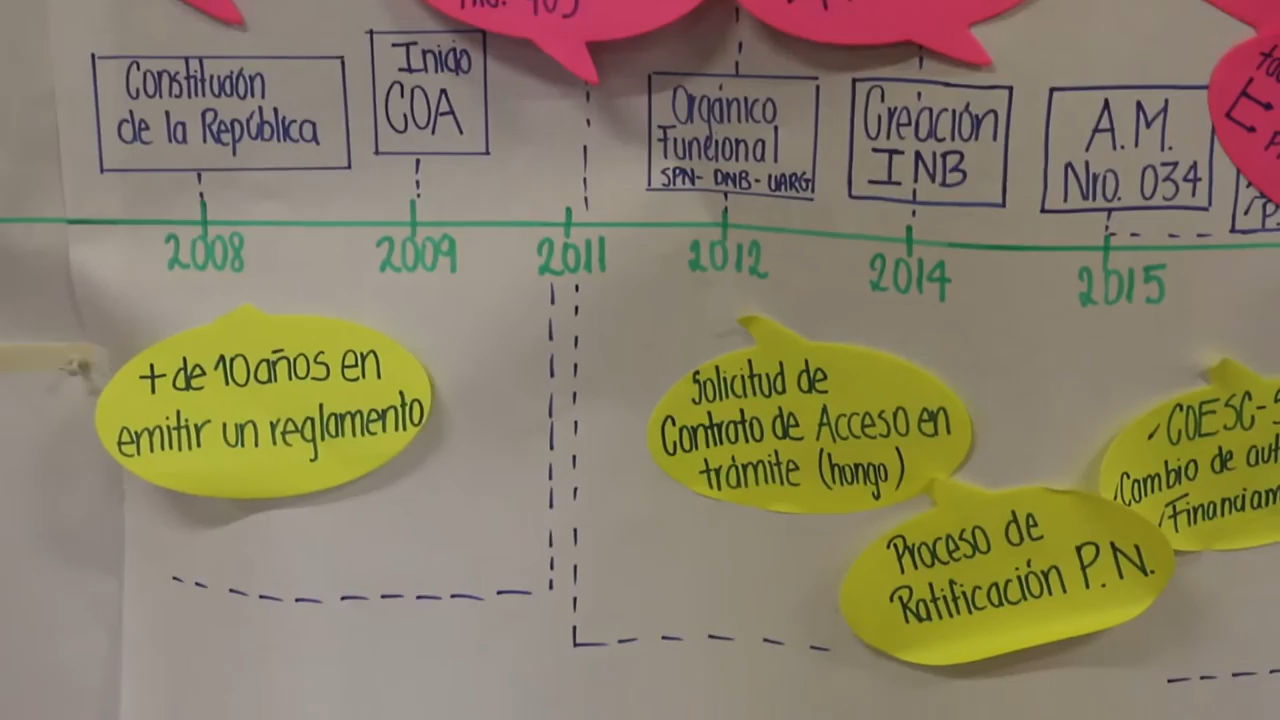 No. 405
Constitución
de la República
Inicio
COA
Orgánico
Funcional
SPN- DNB- UARG
Creación
INB
A.M.
Nro. 034
2008
2009
2011
2012
2014
2015
+ de 10 años en
emitir un reglamento
Solicitud de
Contrato de Acceso en
trámite (hongo)
Proceso de
Ratificación P.N.
COESC-
Cambio de